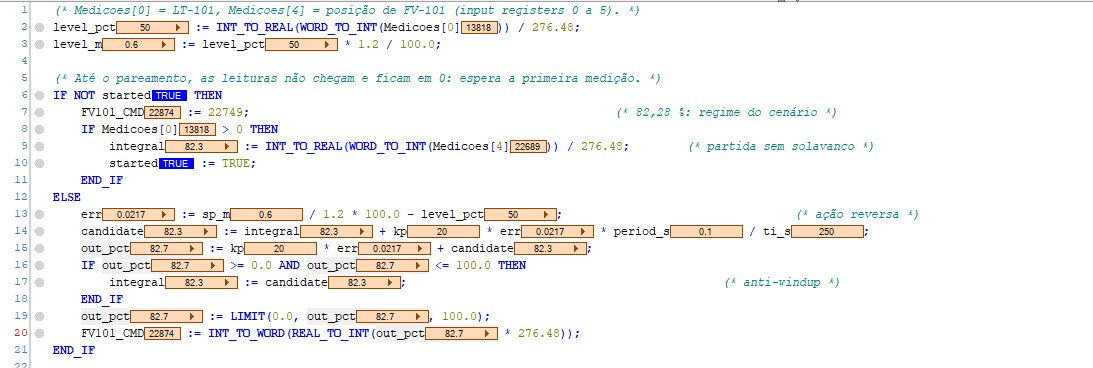 1 (* Medicoes[0] = LT-101, Medicoes[4] = posição de FV-101 (input registers 0 a 5). *)
2 level_pct 50 := INT_TO_REAL(WORD_TO_INT(Medicoes[0] 13818 )) / 276.48;
3 level_m 0.6 := level_pct 50 * 1.2 / 100.0;
4
5 (* Até o pareamento, as leituras não chegam e ficam em 0: espera a primeira medição. *)
6 IF NOT started TRUE THEN
7 FV101_CMD 22874 := 22749; (* 82,28 %: regime do cenário *)
8 IF Medicoes[0] 13818 > 0 THEN
9 integral 82.3 := INT_TO_REAL(WORD_TO_INT(Medicoes[4] 22689 )) / 276.48; (* partida sem solavanco *)
10 started TRUE := TRUE;
11 END_IF
12 ELSE
13 err 0.0217 := sp_m 0.6 / 1.2 * 100.0 - level_pct 50 ; (* ação reversa *)
14 candidate 82.3 := integral 82.3 + kp 20 * err 0.0217 * period_s 0.1 / ti_s 250 ;
15 out_pct 82.7 := kp 20 * err 0.0217 + candidate 82.3 ;
16 IF out_pct 82.7 >= 0.0 AND out_pct 82.7 <= 100.0 THEN
17 integral 82.3 := candidate 82.3 ; (* anti-windup *)
18 END_IF
19 out_pct 82.7 := LIMIT(0.0, out_pct 82.7 , 100.0);
20 FV101_CMD 22874 := INT_TO_WORD(REAL_TO_INT(out_pct 82.7 * 276.48));
21 END_IF
22